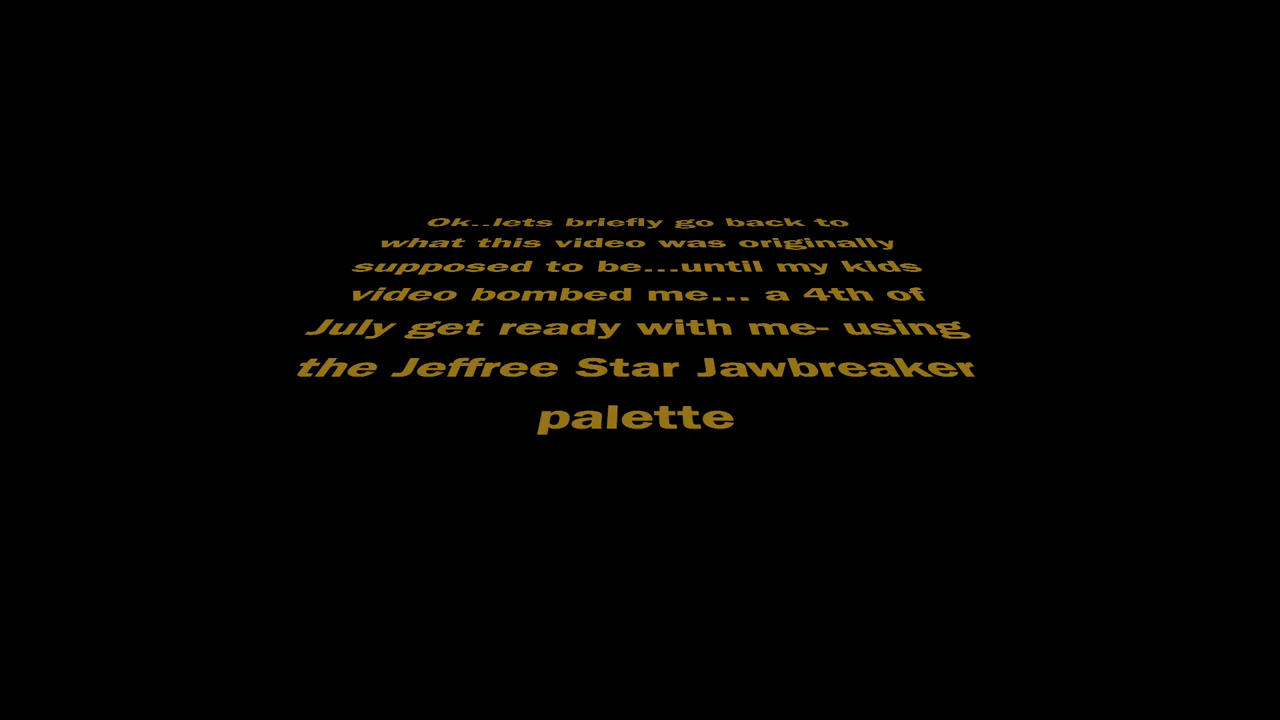 Ok..lets briefly go back to
what this video was originally
supposed to be...until my kids
video bombed me... a 4th of
July get ready with me- using
the Jeffree Star Jawbreaker
palette